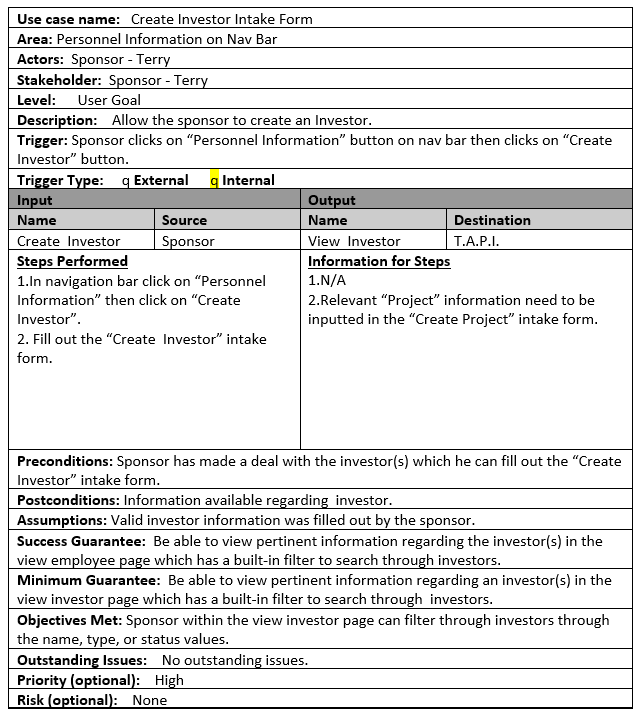 Use case name: Create Investor Intake Form
Area: Personnel Information on Nav Bar
Actors: Sponsor - Terry
Stakeholder: Sponsor - Terry
Level: User Goal
Description: Allow the sponsor to create an Investor.
Trigger: Sponsor clicks on “Personnel Information” button on nav bar then clicks on “Create
Investor” button.
Trigger Type: q External q Internal
Input Output
Name Source Name Destination
Create Investor Sponsor View Investor T.A.P.I.
Steps Performed
1.In navigation bar click on “Personnel
Information” then click on “Create
Investor”.
2. Fill out the “Create Investor” intake
form.
Information for Steps
1.N/A
2.Relevant “Project” information need to be
inputted in the “Create Project” intake form.
Preconditions: Sponsor has made a deal with the investor(s) which he can fill out the “Create
Investor” intake form.
Postconditions: Information available regarding investor.
Assumptions: Valid investor information was filled out by the sponsor.
Success Guarantee: Be able to view pertinent information regarding the investor(s) in the
view employee page which has a built-in filter to search through investors.
Minimum Guarantee: Be able to view pertinent information regarding an investor(s) in the
view investor page which has a built-in filter to search through investors.
Objectives Met: Sponsor within the view investor page can filter through investors through
the name, type, or status values.
Outstanding Issues: No outstanding issues.
Priority (optional): High
Risk (optional): None